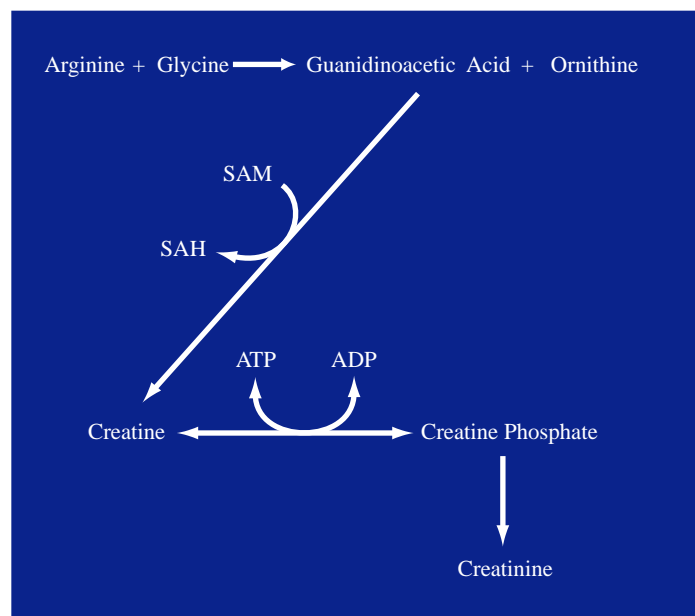 Arginine + Glycine Guanidinoacetic Acid + Ornithine
SAM
SAH
ATP ADP
Creatine Creatine Phosphate
Creatinine